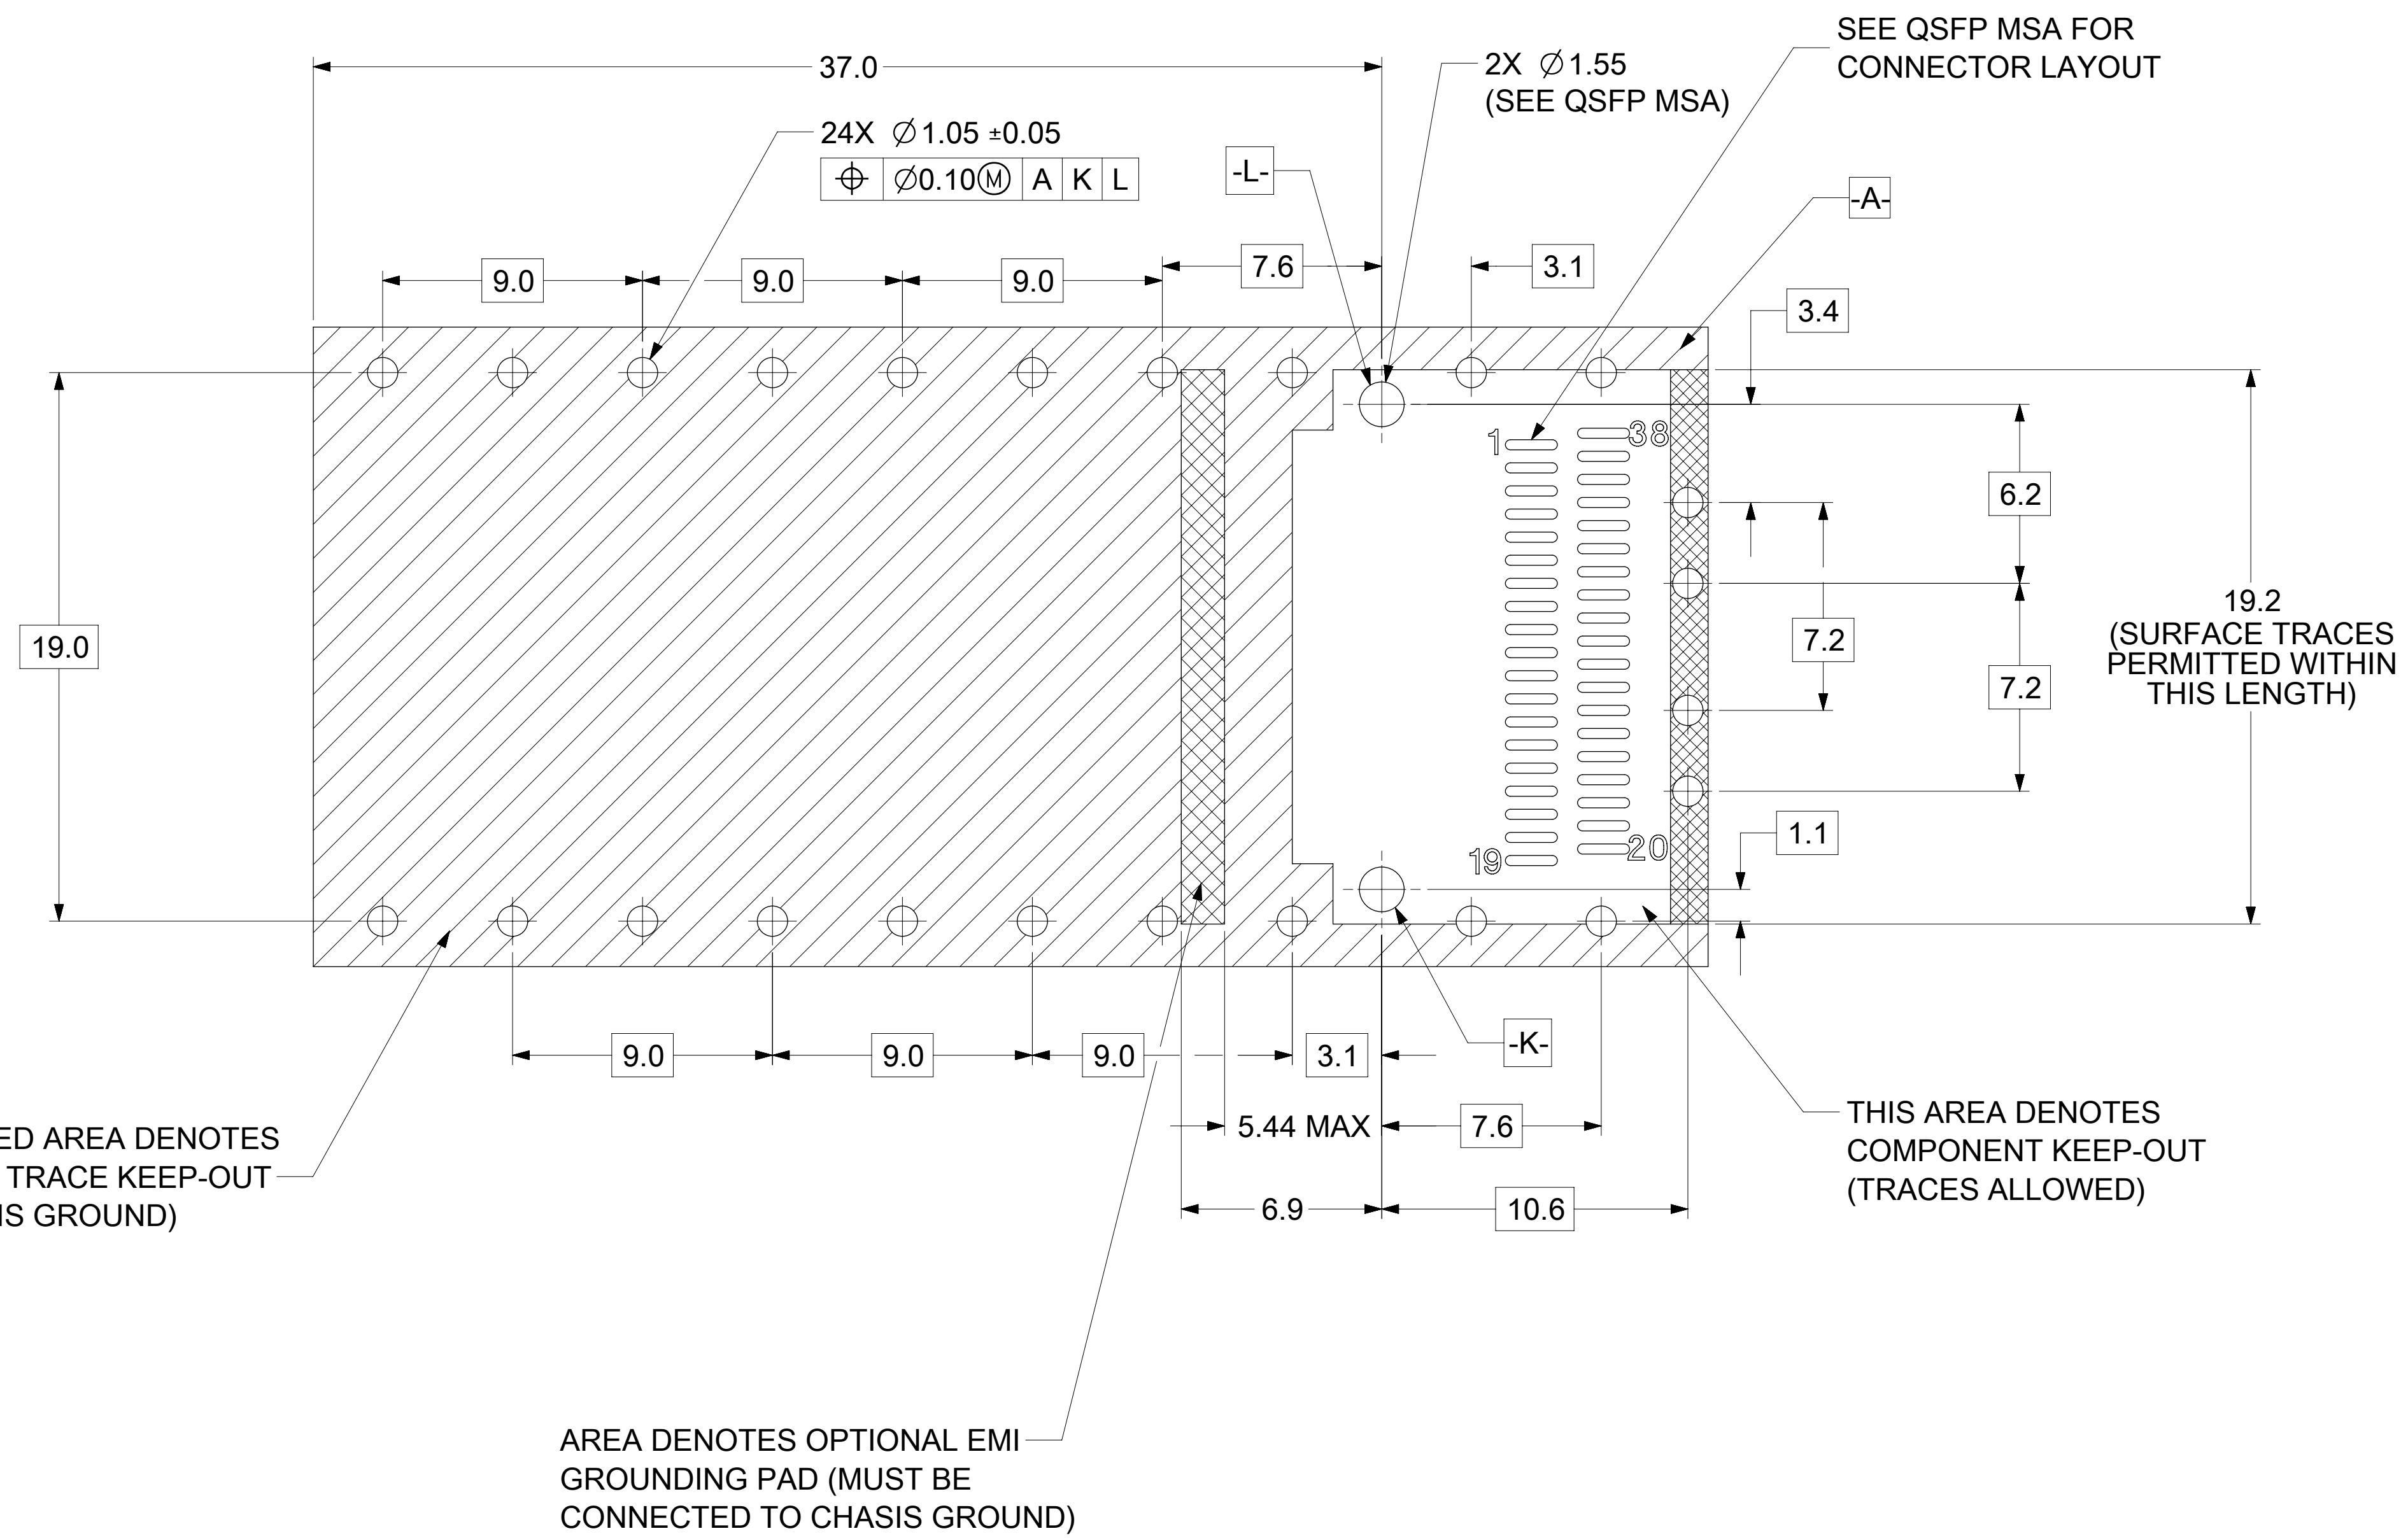 SEE QSFP MSA FOR
CONNECTOR LAYOUT
37.0
2X ∅1.55
(SEE QSFP MSA)
24X ∅1.05 ±0.05
⌖ ∅0.10Ⓜ A K L
-L-
-A-
9.0
9.0
9.0
7.6
3.1
3.4
1
38
6.2
19.2
(SURFACE TRACES
PERMITTED WITHIN
THIS LENGTH)
19.0
7.2
7.2
1.1
19
20
9.0
9.0
9.0
3.1
-K-
5.44 MAX
7.6
6.9
10.6
THIS AREA DENOTES
COMPONENT KEEP-OUT
(TRACES ALLOWED)
AREA DENOTES
TRACE KEEP-OUT
GROUND)
AREA DENOTES OPTIONAL EMI
GROUNDING PAD (MUST BE
CONNECTED TO CHASIS GROUND)